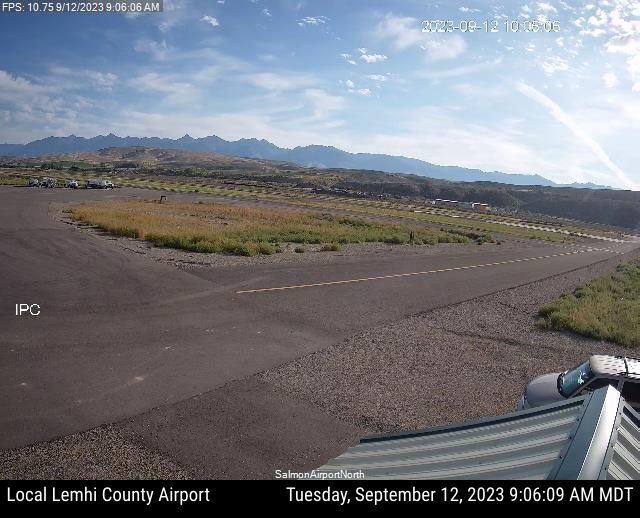 FPS: 10.75 9/12/2023 9:06:06 AM
2023-09-12 10:05:06
IPC
SalmonAirportNorth
Local Lemhi County Airport
Tuesday, September 12, 2023 9:06:09 AM MDT